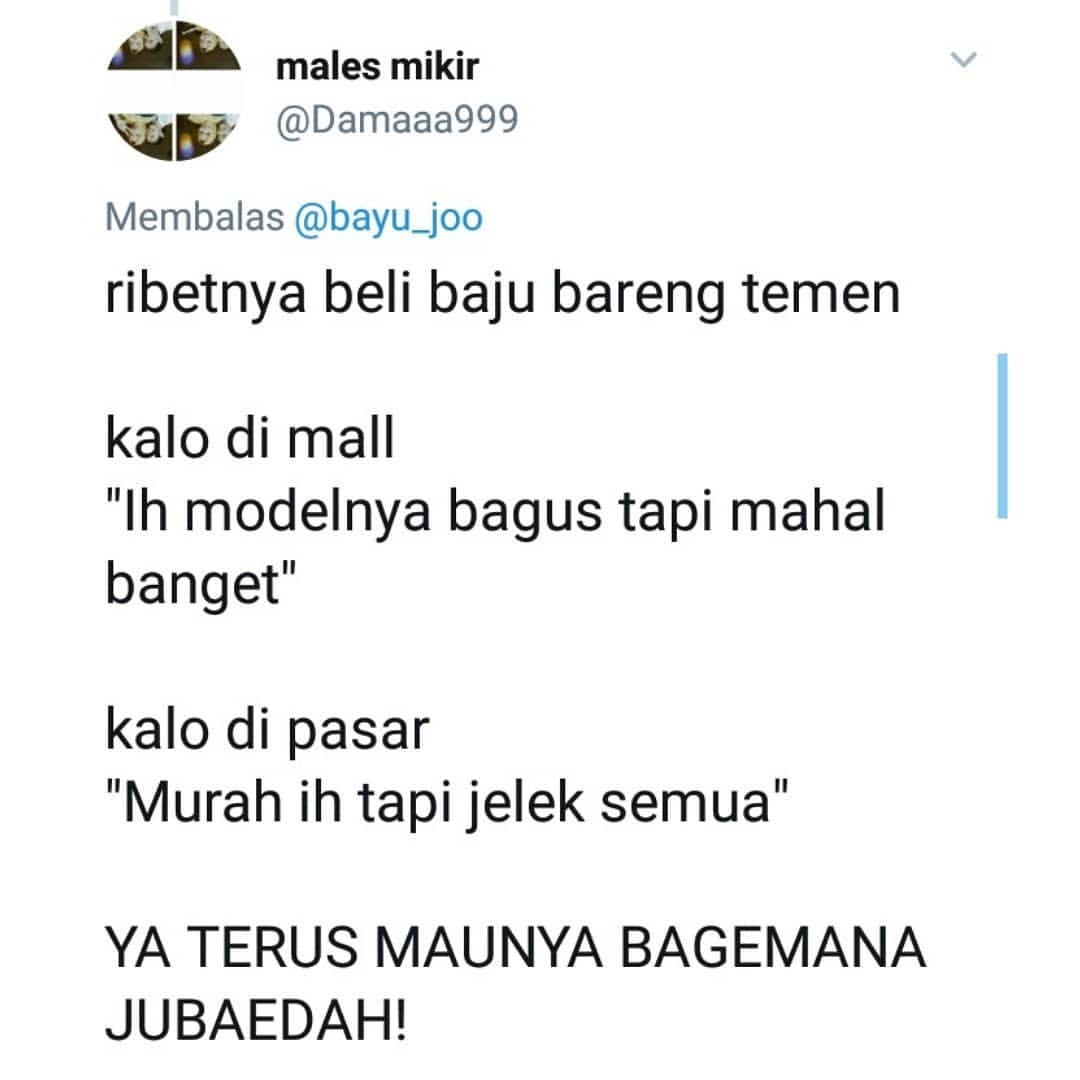 males mikir
@Damaaa999
Membalas @bayu_joo
ribetnya beli baju bareng temen
kalo di mall
"Ih modelnya bagus tapi mahal
banget"
kalo di pasar
"Murah ih tapi jelek semua"
YA TERUS MAUNYA BAGEMANA
JUBAEDAH!